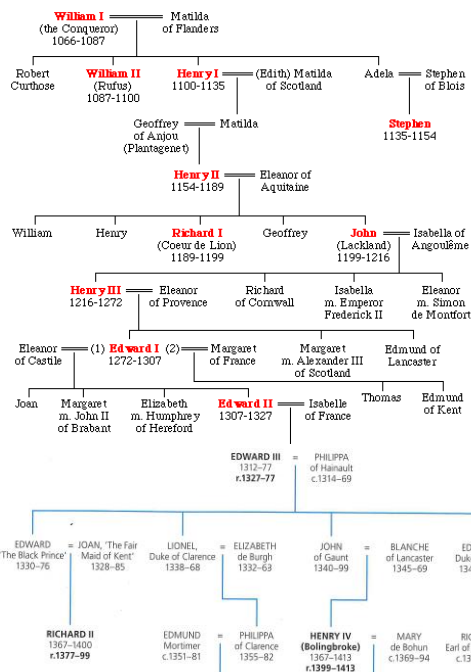 William I
(the Conqueror)
1066-1087
Matilda
of Flanders
Robert
Curthose
William II
(Rufus)
1087-1100
Henry I
1100-1135
(Edith) Matilda
of Scotland
Adela
Stephen
of Blois
Geoffrey
of Anjou
(Plantagenet)
Matilda
Stephen
1135-1154
Henry II
1154-1189
Eleanor of
Aquitaine
William
Henry
Richard I
(Coeur de Lion)
1189-1199
Geoffrey
John
(Lackland)
1199-1216
Isabella of
Angoulême
Henry III
1216-1272
Eleanor
of Provence
Richard
of Cornwall
Isabella
m. Emperor
Frederick II
Eleanor
m. Simon
de Montfort
Eleanor
of Castile
(1) Edward I (2)
1272-1307
Margaret
of France
Margaret
m. Alexander III
of Scotland
Edmund of
Lancaster
Joan
Margaret
m. John II
of Brabant
Elizabeth
m. Humphrey
of Hereford
Edward II
1307-1327
Isabelle
of France
Thomas
Edmund
of Kent
EDWARD III
1312–77
r.1327–77
=
PHILIPPA
of Hainault
c.1314–69
EDWARD
'The Black Prince'
1330–76
=
JOAN, 'The Fair
Maid of Kent'
1328–85
LIONEL,
Duke of Clarence
1338–68
=
ELIZABETH
de Burgh
1332–63
JOHN
of Gaunt
1340–99
=
BLANCHE
of Lancaster
1345–69
RICHARD II
1367–1400
r.1377–99
EDMUND
Mortimer
c.1351–81
=
PHILIPPA
of Clarence
1355–82
HENRY IV
(Bolingbroke)
1367–1413
r.1399–1413
=
MARY
de Bohun
c.1369–94